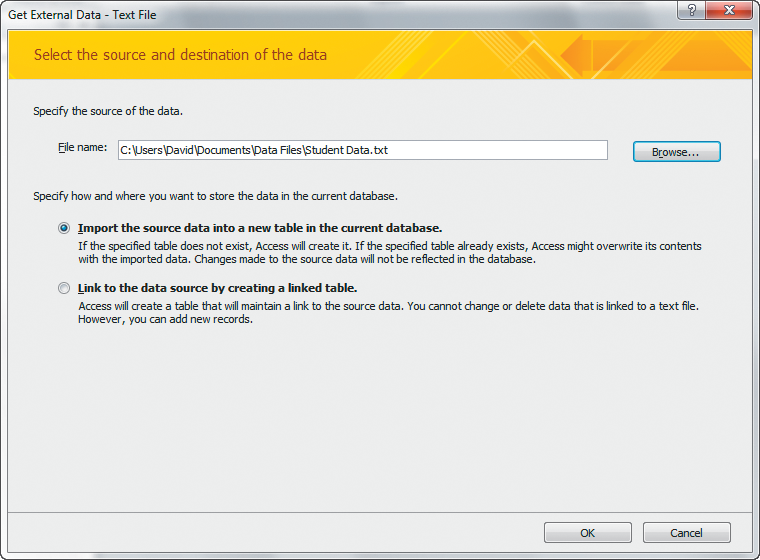 Get External Data - Text File
Select the source and destination of the data
Specify the source of the data.
File name: C:\Users\David\Documents\Data Files\Student Data.txt Browse...
Specify how and where you want to store the data in the current database.
Import the source data into a new table in the current database.
If the specified table does not exist, Access will create it. If the specified table already exists, Access might overwrite its contents
with the imported data. Changes made to the source data will not be reflected in the database.
Link to the data source by creating a linked table.
Access will create a table that will maintain a link to the source data. You cannot change or delete data that is linked to a text file.
However, you can add new records.
OK Cancel